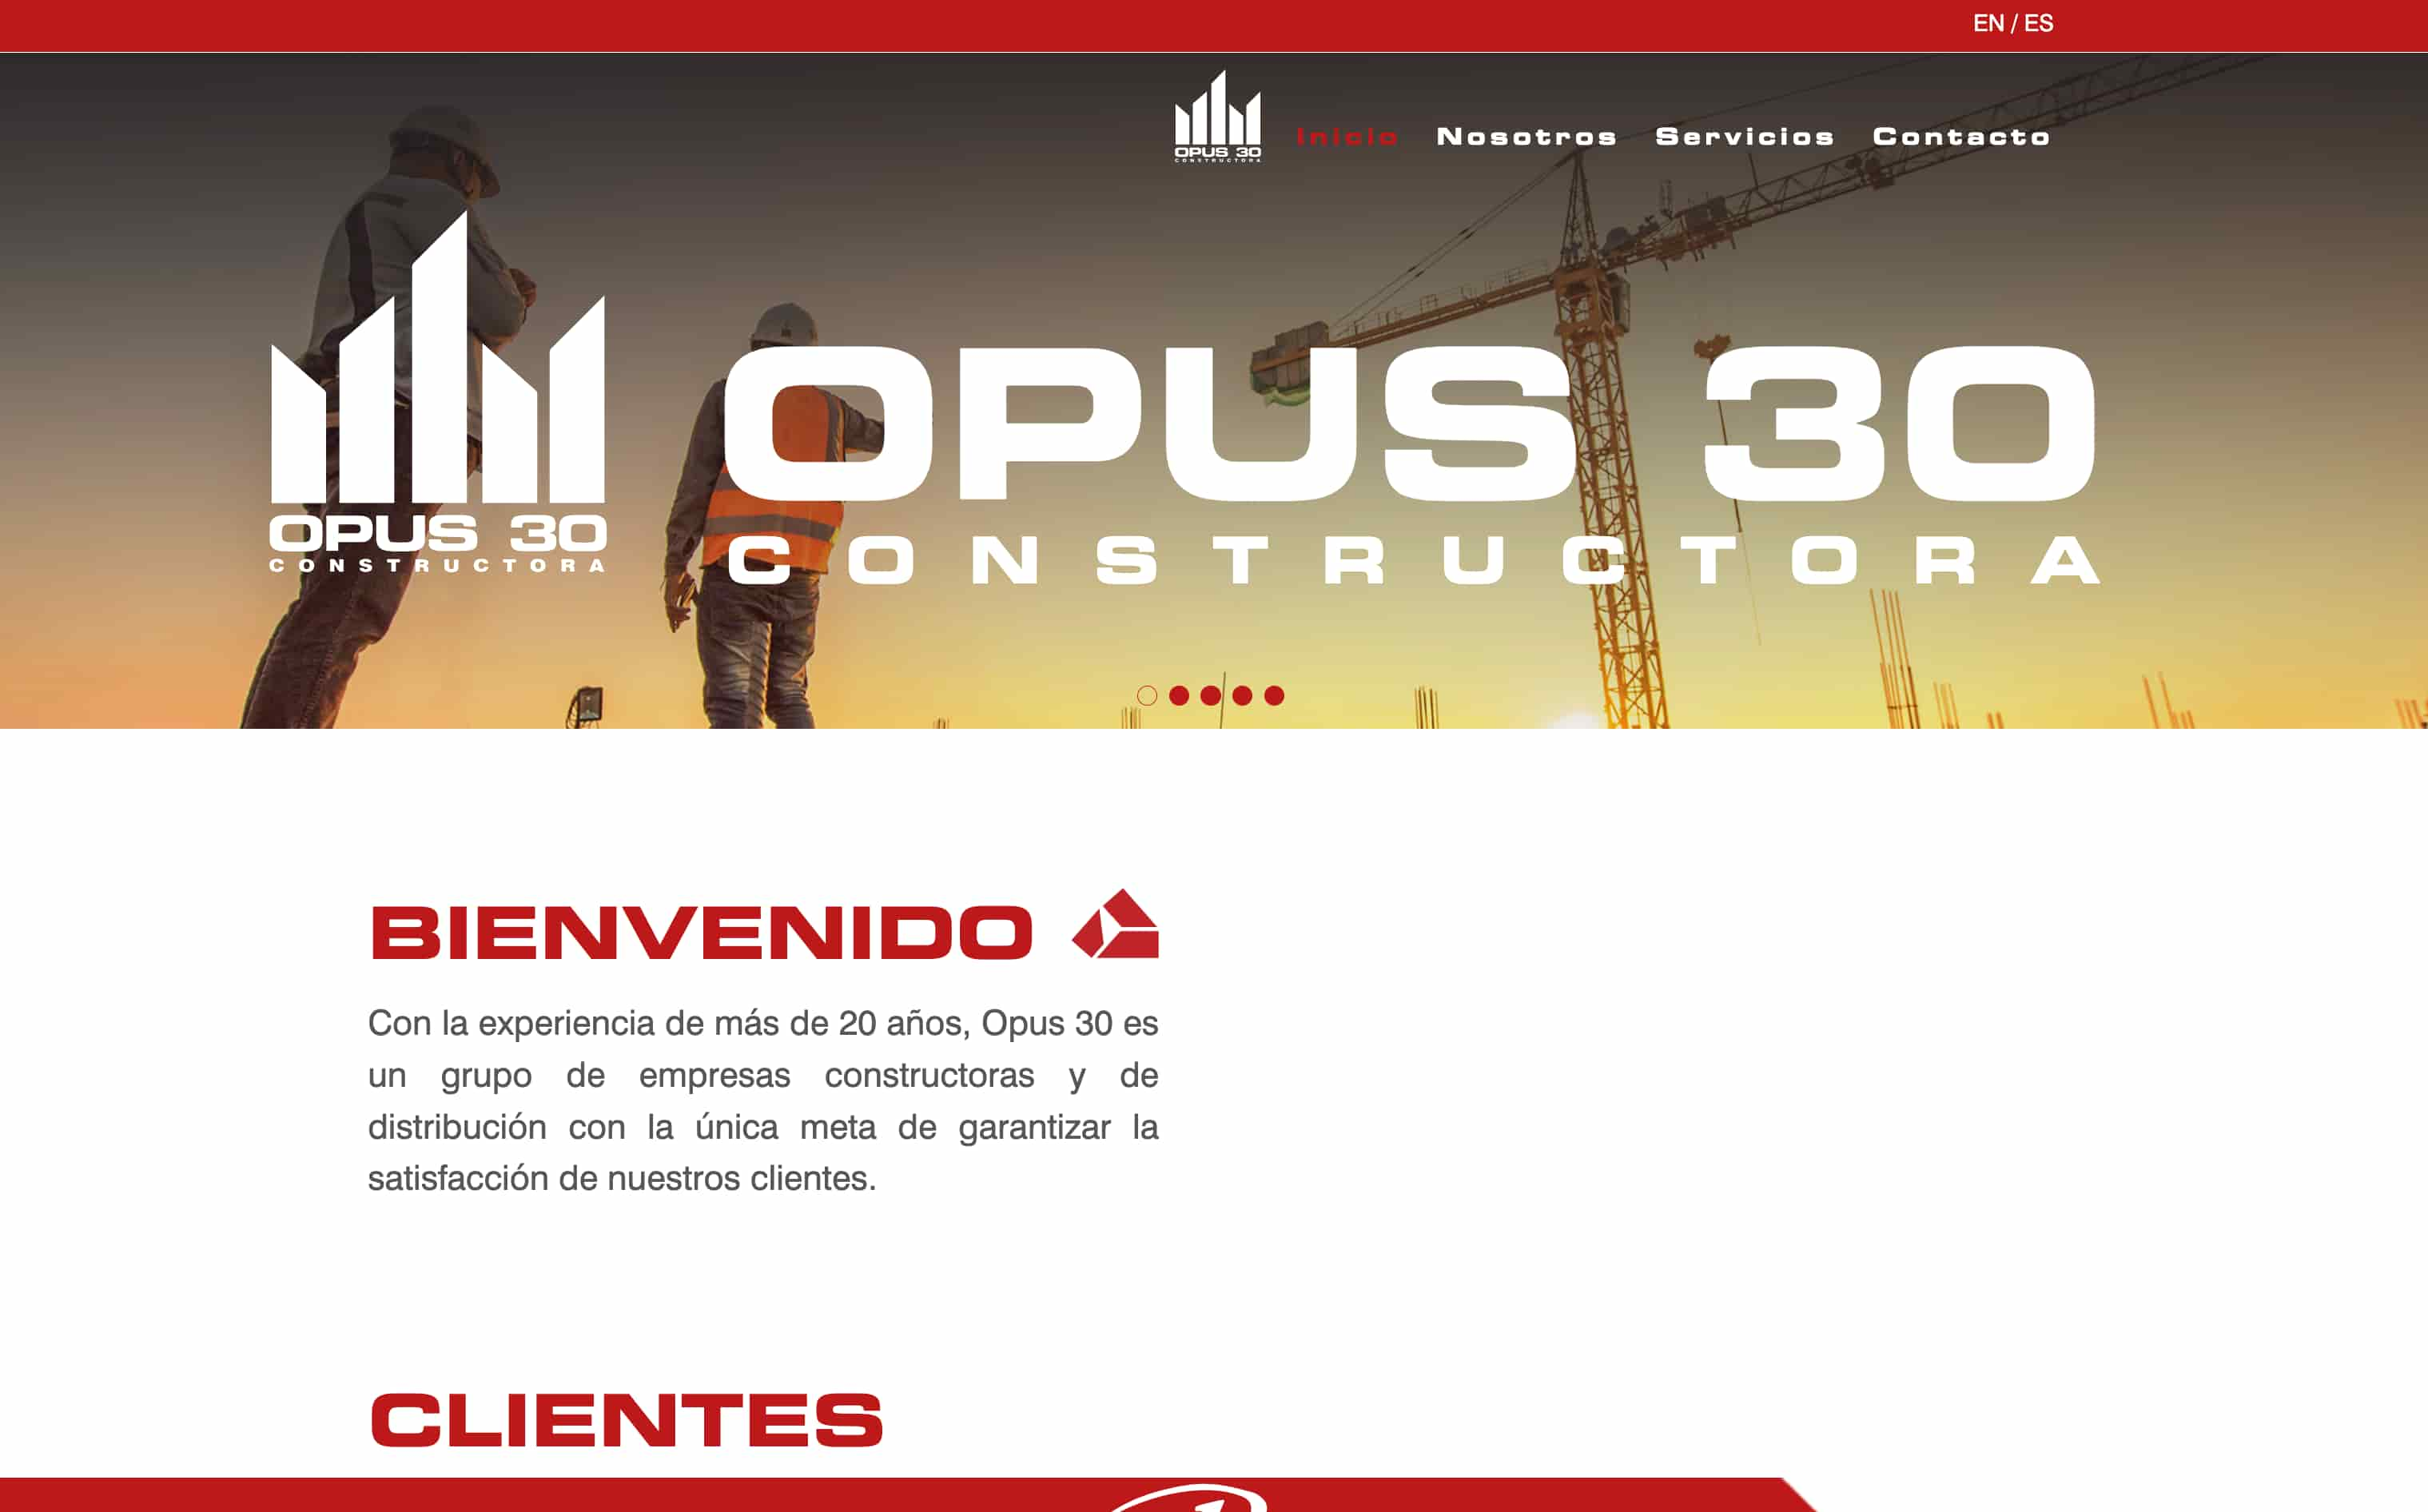 EN / ES
OPUS 30
CONSTRUCTORA
Inicio
Nosotros
Servicios
Contacto
OPUS 30
CONSTRUCTORA
OPUS 30
CONSTRUCTORA
BIENVENIDO
Con la experiencia de más de 20 años, Opus 30 es
un grupo de empresas constructoras y de
distribución con la única meta de garantizar la
satisfacción de nuestros clientes.
CLIENTES